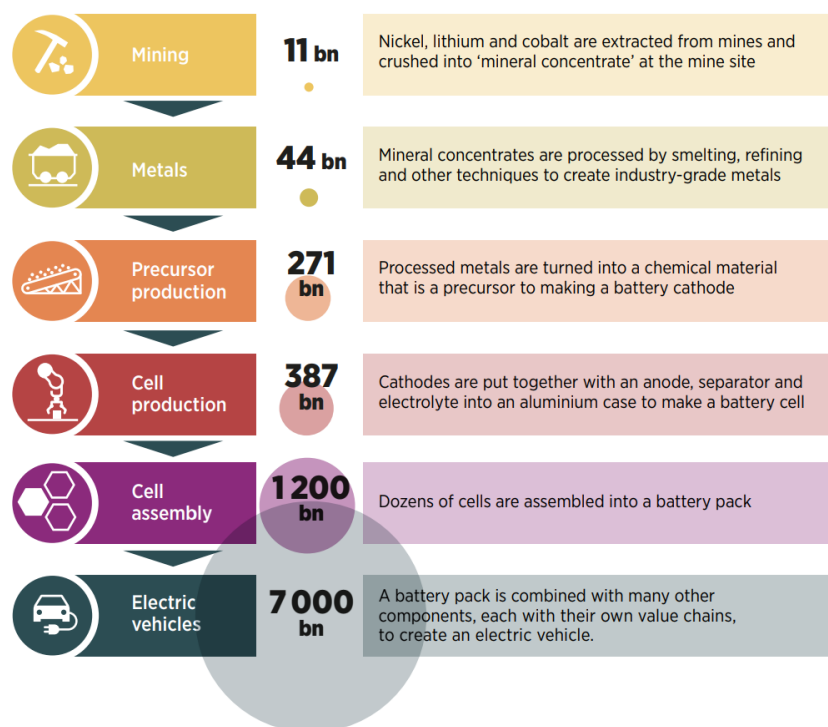 Mining
11 bn
Nickel, lithium and cobalt are extracted from mines and
crushed into ‘mineral concentrate’ at the mine site
Metals
44 bn
Mineral concentrates are processed by smelting, refining
and other techniques to create industry-grade metals
Precursor
production
271
bn
Processed metals are turned into a chemical material
that is a precursor to making a battery cathode
Cell
production
387
bn
Cathodes are put together with an anode, separator and
electrolyte into an aluminium case to make a battery cell
Cell
assembly
1 200
bn
Dozens of cells are assembled into a battery pack
Electric
vehicles
7 000
bn
A battery pack is combined with many other
components, each with their own value chains,
to create an electric vehicle.